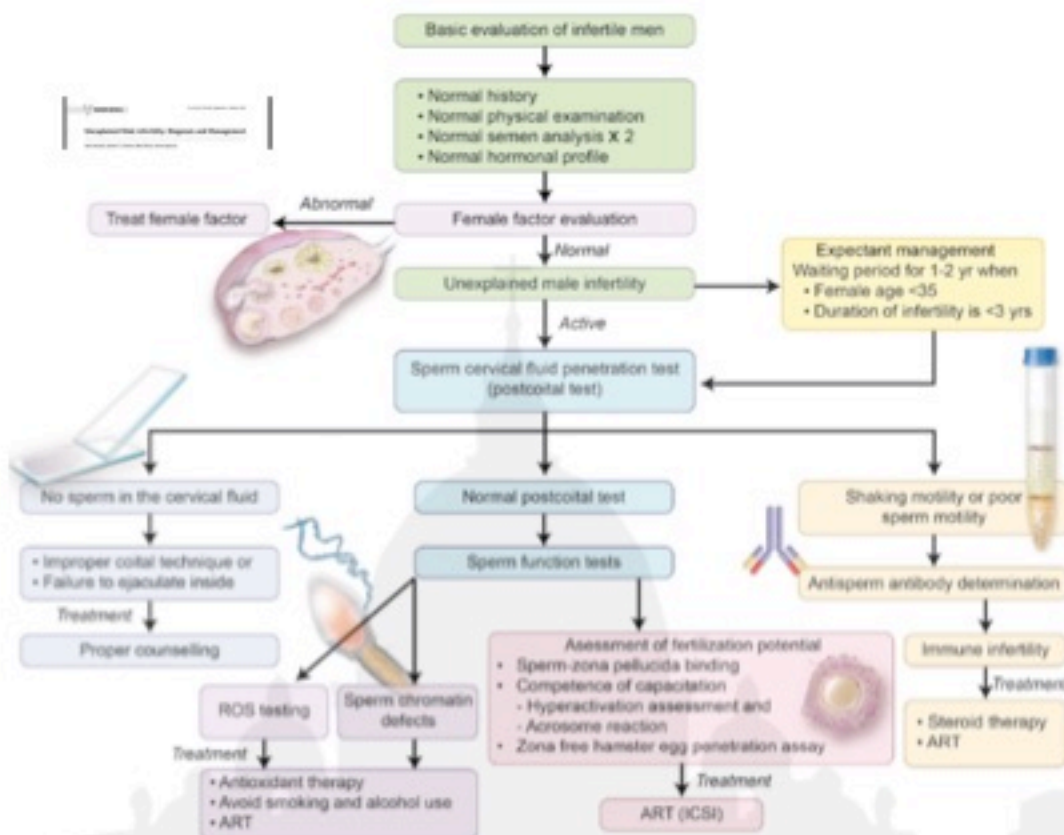 Basic evaluation of infertile men
• Normal history
• Normal physical examination
• Normal semen analysis X 2
• Normal hormonal profile
Unexplained Male Infertility: Diagnosis and Management
Abnormal
Treat female factor
Female factor evaluation
Normal
Expectant management
Waiting period for 1-2 yr when
• Female age <35
• Duration of infertility is <3 yrs
Unexplained male infertility
Active
Sperm cervical fluid penetration test
(postcoital test)
No sperm in the cervical fluid
Normal postcoital test
Shaking motility or poor
sperm motility
• Improper coital technique or
• Failure to ejaculate inside
Sperm function tests
Antisperm antibody determination
Treatment
Proper counselling
Asessment of fertilization potential
• Sperm-zona pellucida binding
• Competence of capacitation
- Hyperactivation assessment and
- Acrosome reaction
• Zona free hamster egg penetration assay
Immune infertility
Treatment
• Steroid therapy
• ART
ROS testing
Sperm chromatin
defects
Treatment
• Antioxidant therapy
• Avoid smoking and alcohol use
• ART
Treatment
ART (ICSI)